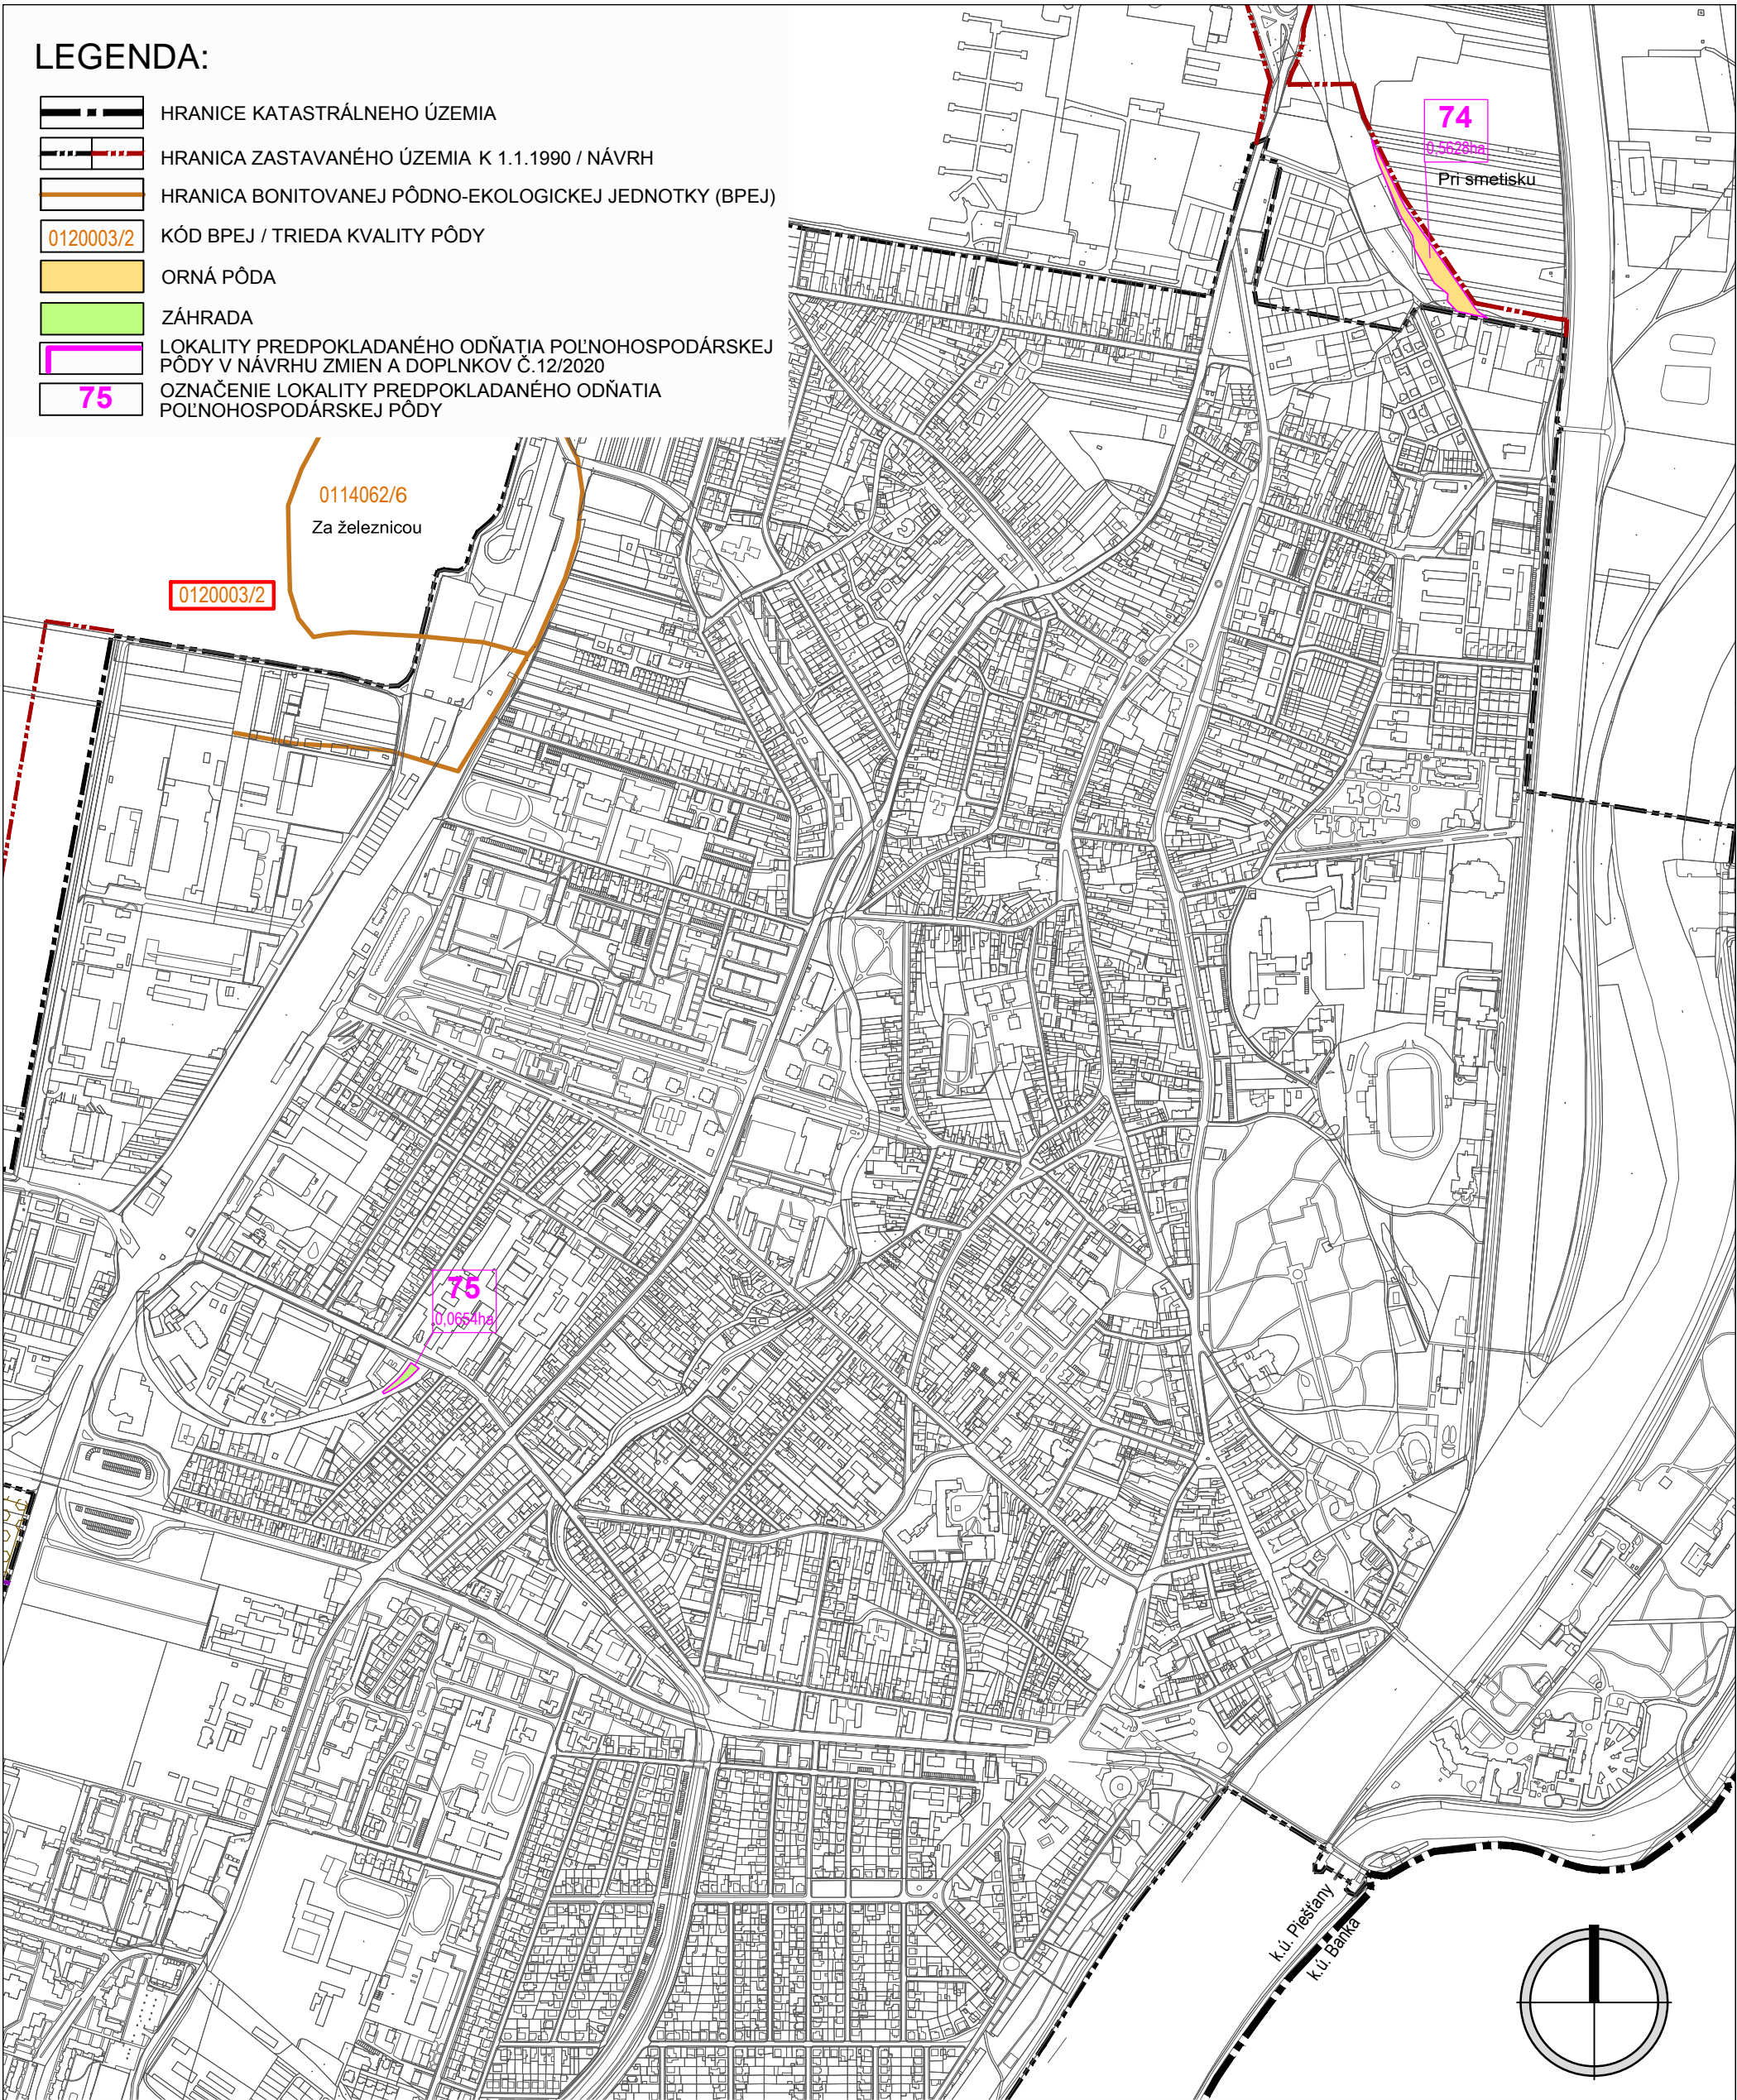 LEGENDA:
HRANICE KATASTRÁLNEHO ÚZEMIA
HRANICA ZASTAVANÉHO ÚZEMIA K 1.1.1990 / NÁVRH
HRANICA BONITOVANEJ PÔDNO-EKOLOGICKEJ JEDNOTKY (BPEJ)
0120003/2 KÓD BPEJ / TRIEDA KVALITY PÔDY
ORNÁ PÔDA
ZÁHRADA
LOKALITY PREDPOKLADANÉHO ODŇATIA POĽNOHOSPODÁRSKEJ
PÔDY V NÁVRHU ZMIEN A DOPLNKOV Č.12/2020
75 OZNAČENIE LOKALITY PREDPOKLADANÉHO ODŇATIA
POĽNOHOSPODÁRSKEJ PÔDY
74
0,5628ha
Pri smetisku
0114062/6
Za železnicou
0120003/2
75
0,0654ha
k.ú. Piešťany
k.ú. Banka